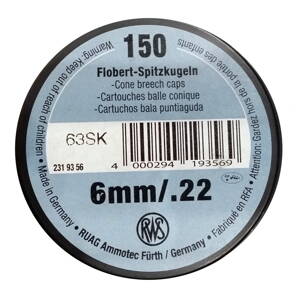 150
Flobert-Spitzkugeln
-Cone breech caps
-Cartouches balle conique
-Cartuchos bala puntiaguda
63SK
231 93 56
4 000294 193569
6mm/.22
RWS
Warning: Keep out of reach of children!
• Made in Germany •
RUAG Ammotec Fürth / Germany
• Fabriqué en RFA •
Attention: Gardez hors de la portée des enfants